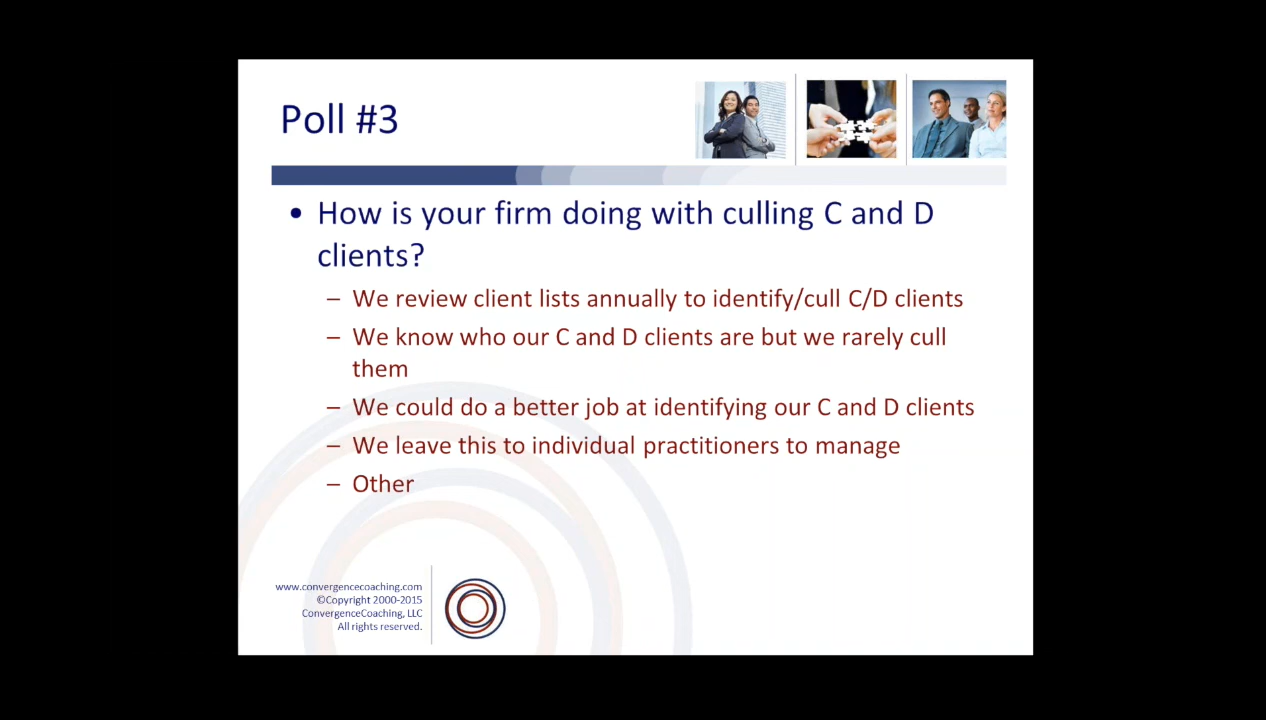 Poll #3
• How is your firm doing with culling C and D
clients?
– We review client lists annually to identify/cull C/D clients
– We know who our C and D clients are but we rarely cull
them
– We could do a better job at identifying our C and D clients
– We leave this to individual practitioners to manage
– Other
www.convergencecoaching.com
©Copyright 2000-2015
ConvergenceCoaching, LLC
All rights reserved.